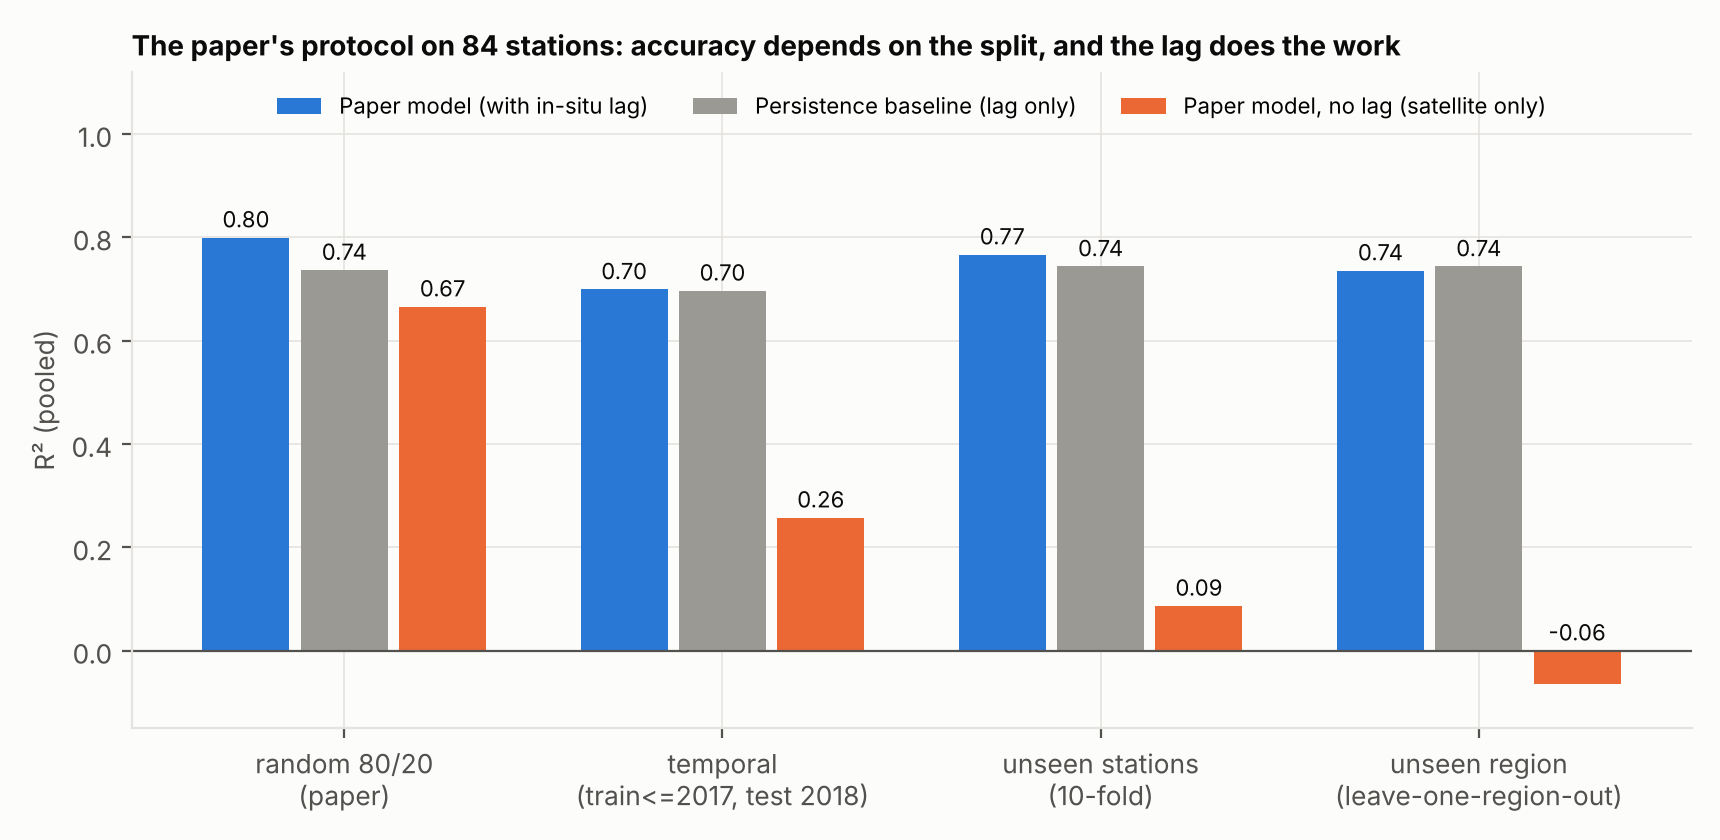 The paper's protocol on 84 stations: accuracy depends on the split, and the lag does the work
Paper model (with in-situ lag)
Persistence baseline (lag only)
Paper model, no lag (satellite only)
R² (pooled)
1.0
0.8
0.6
0.4
0.2
0.0
0.80
0.74
0.67
0.70
0.70
0.26
0.77
0.74
0.09
0.74
0.74
-0.06
random 80/20
(paper)
temporal
(train<=2017, test 2018)
unseen stations
(10-fold)
unseen region
(leave-one-region-out)